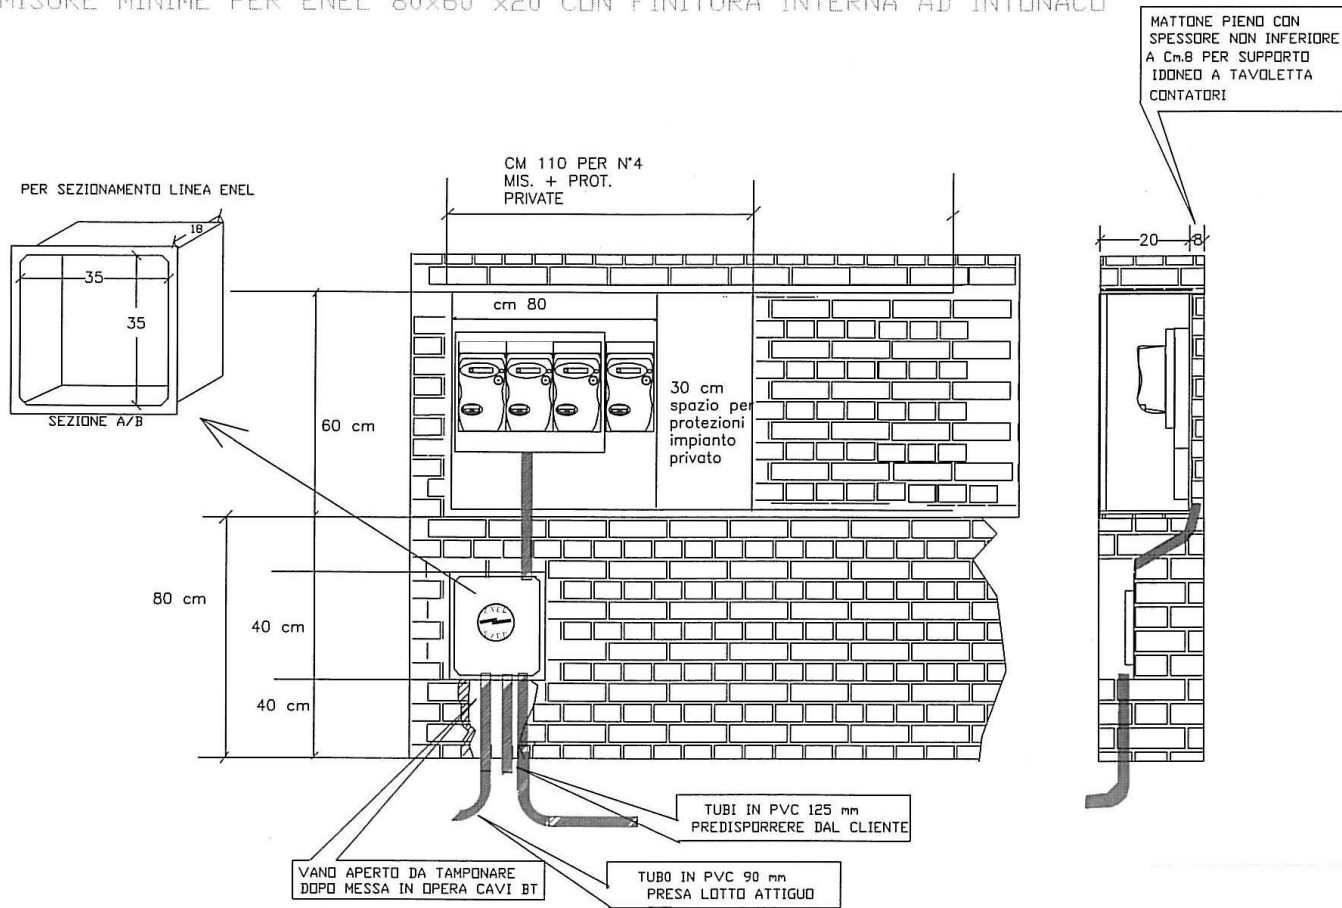 MISURE MINIME PER ENEL 80x60 x20 CON FINITURA INTERNA AD INTONACO
MATTONE PIENO CON
SPESSORE NON INFERIORE
A Cm.8 PER SUPPORTO
IDONEO A TAVOLETTA
CONTATORI
CM 110 PER N°4
MIS. + PROT.
PRIVATE
PER SEZIONAMENTO LINEA ENEL
18
35
35
SEZIONE A/B
20
8
cm 80
60 cm
30 cm
spazio per
protezioni
impianto
privato
80 cm
40 cm
ENEL
40 cm
TUBI IN PVC 125 mm
PREDISPORRERE DAL CLIENTE
VANO APERTO DA TAMPONARE
DOPO MESSA IN OPERA CAVI BT
TUBO IN PVC 90 mm
PRESA LOTTO ATTIGUO